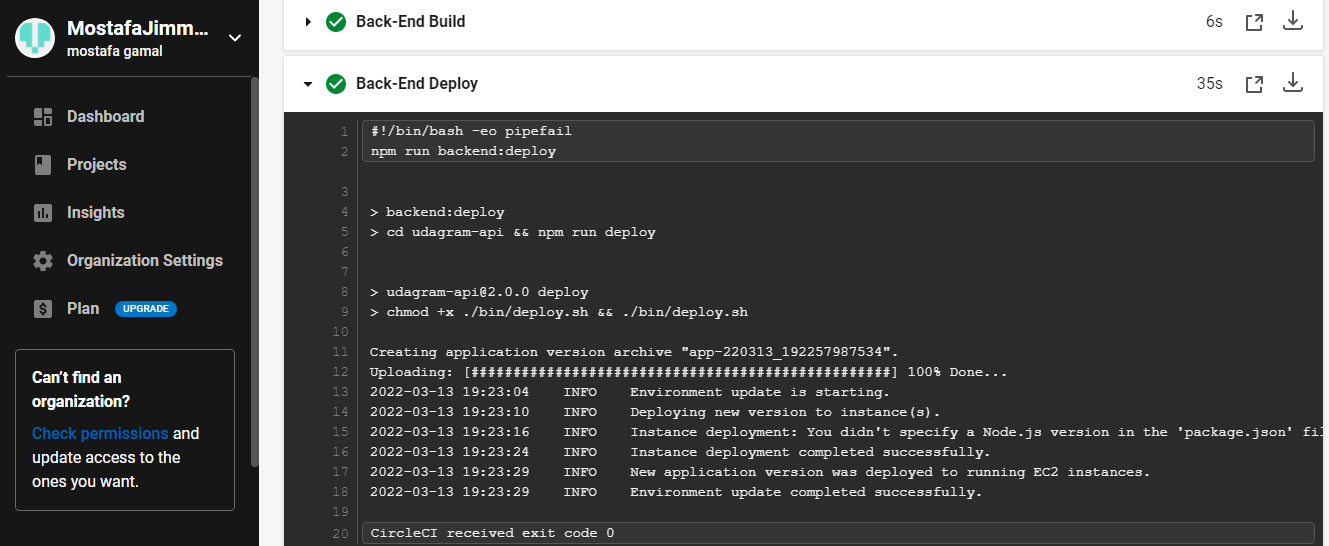 MostafaJimm...
mostafa gamal
Dashboard
Projects
Insights
Organization Settings
Plan UPGRADE
Can't find an
organization?
Check permissions and
update access to the
ones you want.
Back-End Build 6s
Back-End Deploy 35s
1 #!/bin/bash -eo pipefail
2 npm run backend:deploy
3
4 > backend:deploy
5 > cd udagram-api && npm run deploy
6
7
8 > udagram-api@2.0.0 deploy
9 > chmod +x ./bin/deploy.sh && ./bin/deploy.sh
10
11 Creating application version archive "app-220313_192257987534".
12 Uploading: [##################################################] 100% Done...
13 2022-03-13 19:23:04 INFO Environment update is starting.
14 2022-03-13 19:23:10 INFO Deploying new version to instance(s).
15 2022-03-13 19:23:16 INFO Instance deployment: You didn't specify a Node.js version in the 'package.json' fil
16 2022-03-13 19:23:24 INFO Instance deployment completed successfully.
17 2022-03-13 19:23:29 INFO New application version was deployed to running EC2 instances.
18 2022-03-13 19:23:29 INFO Environment update completed successfully.
19
20 CircleCI received exit code 0